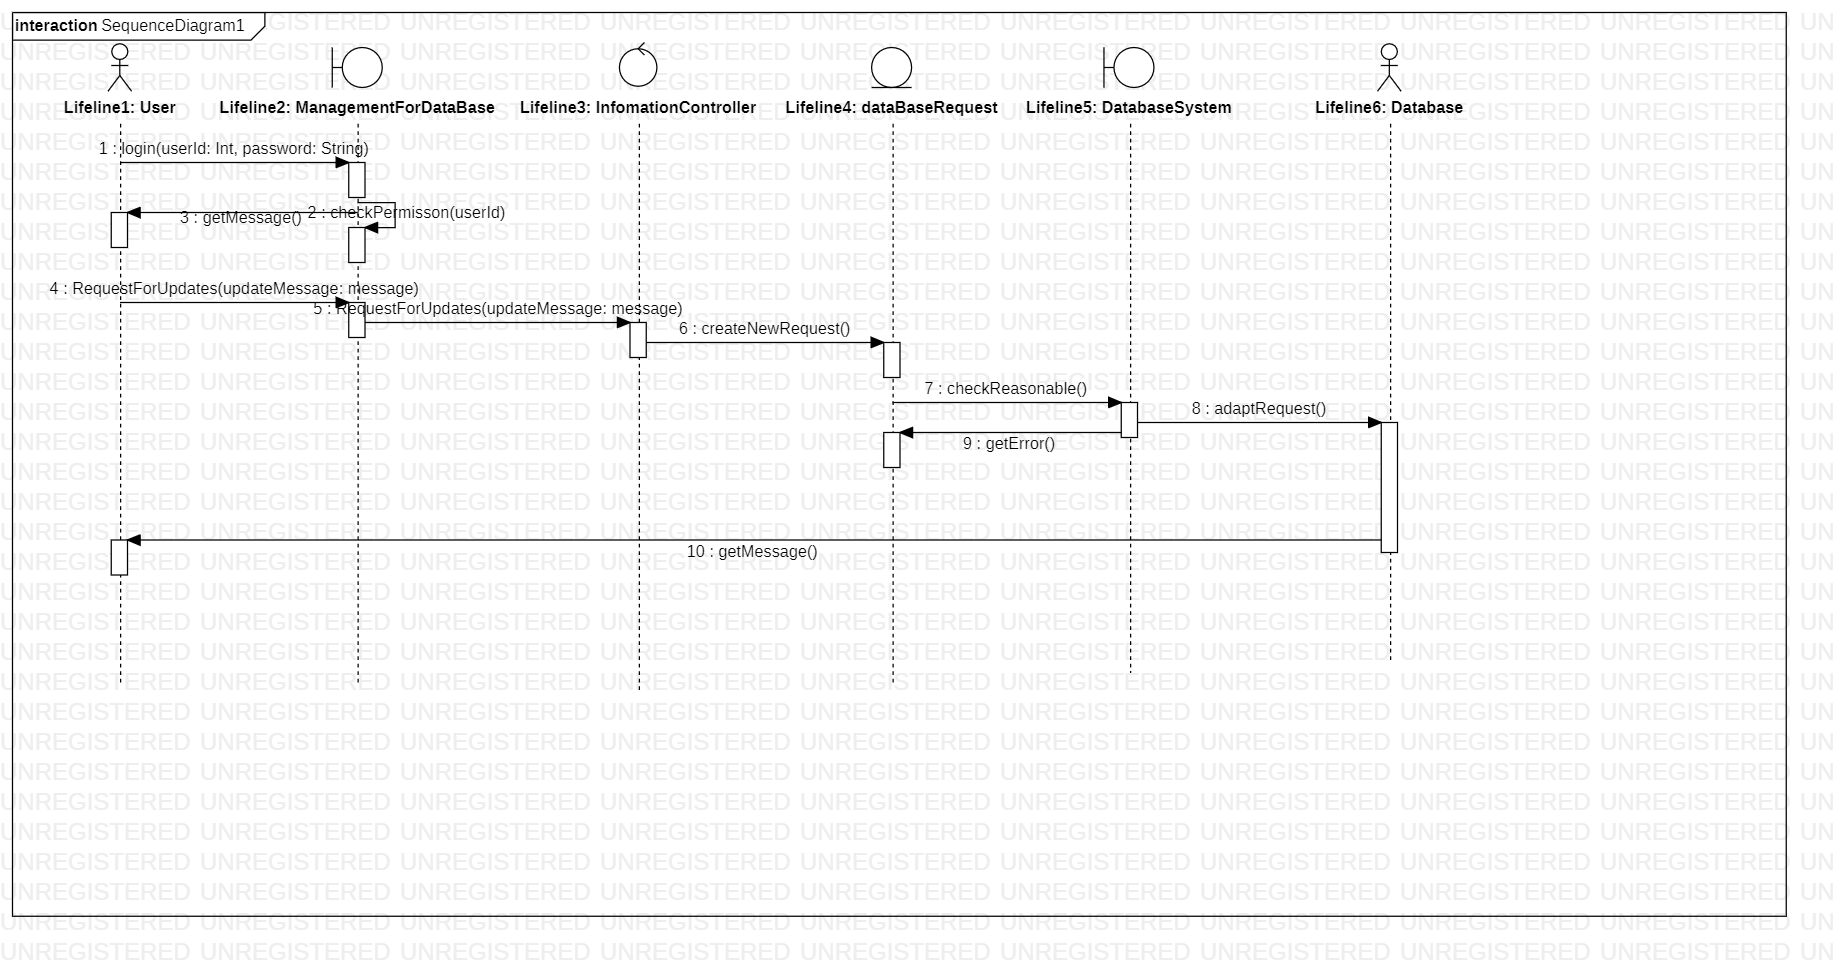 interaction SequenceDiagram1
Lifeline1: User
Lifeline2: ManagementForDataBase
Lifeline3: InfomationController
Lifeline4: dataBaseRequest
Lifeline5: DatabaseSystem
Lifeline6: Database
1 : login(userId: Int, password: String)
2 : checkPermisson(userId)
3 : getMessage()
4 : RequestForUpdates(updateMessage: message)
5 : RequestForUpdates(updateMessage: message)
6 : createNewRequest()
7 : checkReasonable()
8 : adaptRequest()
9 : getError()
10 : getMessage()
UNREGISTERED